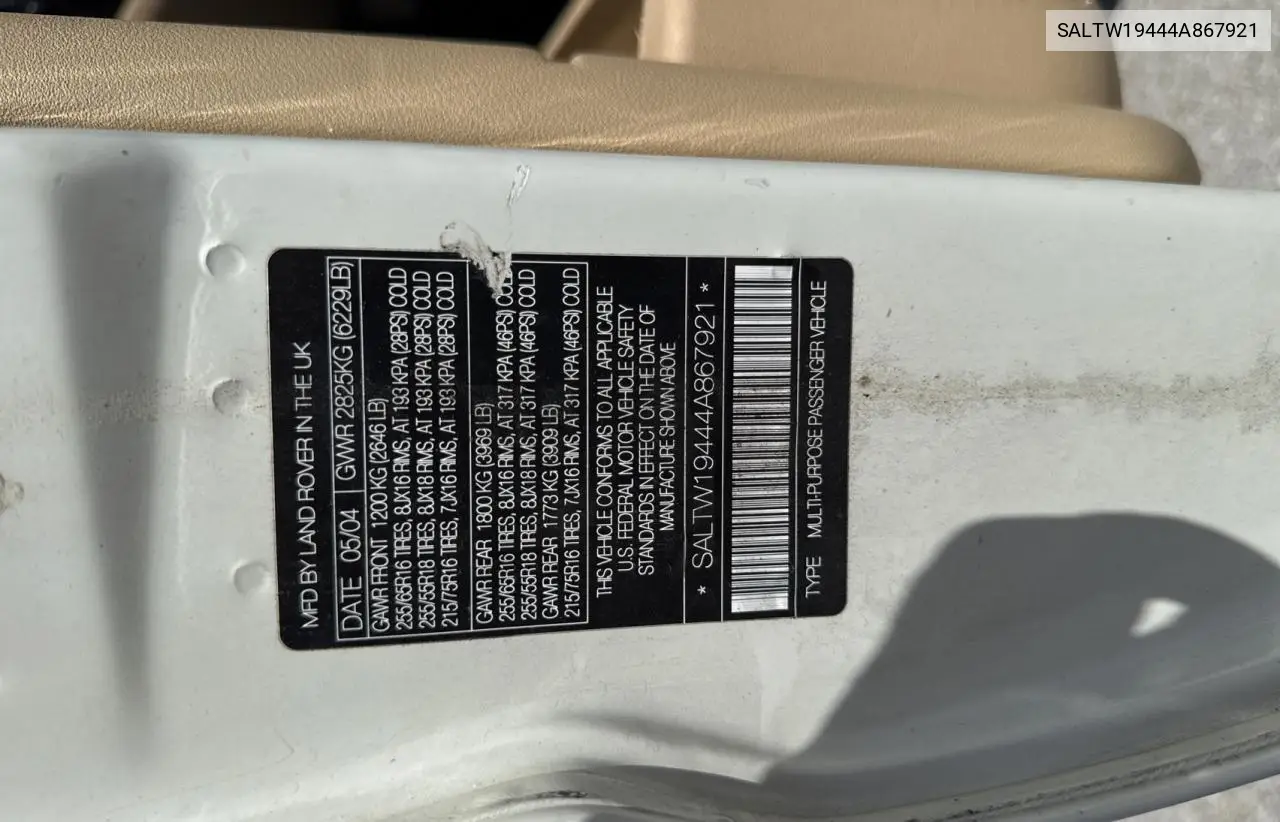 SALTW19444A867921
MFD BY LAND ROVER IN THE UK
DATE 05/04 GWR 2825KG (6229LB)
GAWR FRONT 1200 KG (2646 LB)
255/65R16 TIRES, 8JX16 RIMS, AT 193 KPA (28PSI) COLD
255/55R18 TIRES, 8JX18 RIMS, AT 193 KPA (28PSI) COLD
215/75R16 TIRES, 7JX16 RIMS, AT 193 KPA (28PSI) COLD
GAWR REAR 1800 KG (3969 LB)
255/65R16 TIRES, 8JX16 RIMS, AT 317 KPA (46PSI) COLD
255/55R18 TIRES, 8JX18 RIMS, AT 317 KPA (46PSI) COLD
GAWR REAR 1773 KG (3909 LB)
215/75R16 TIRES, 7JX16 RIMS, AT 317 KPA (46PSI) COLD
THIS VEHICLE CONFORMS TO ALL APPLICABLE
U.S. FEDERAL MOTOR VEHICLE SAFETY
STANDARDS IN EFFECT ON THE DATE OF
MANUFACTURE SHOWN ABOVE
* SALTW19444A867921 *
TYPE MULTI-PURPOSE PASSENGER VEHICLE